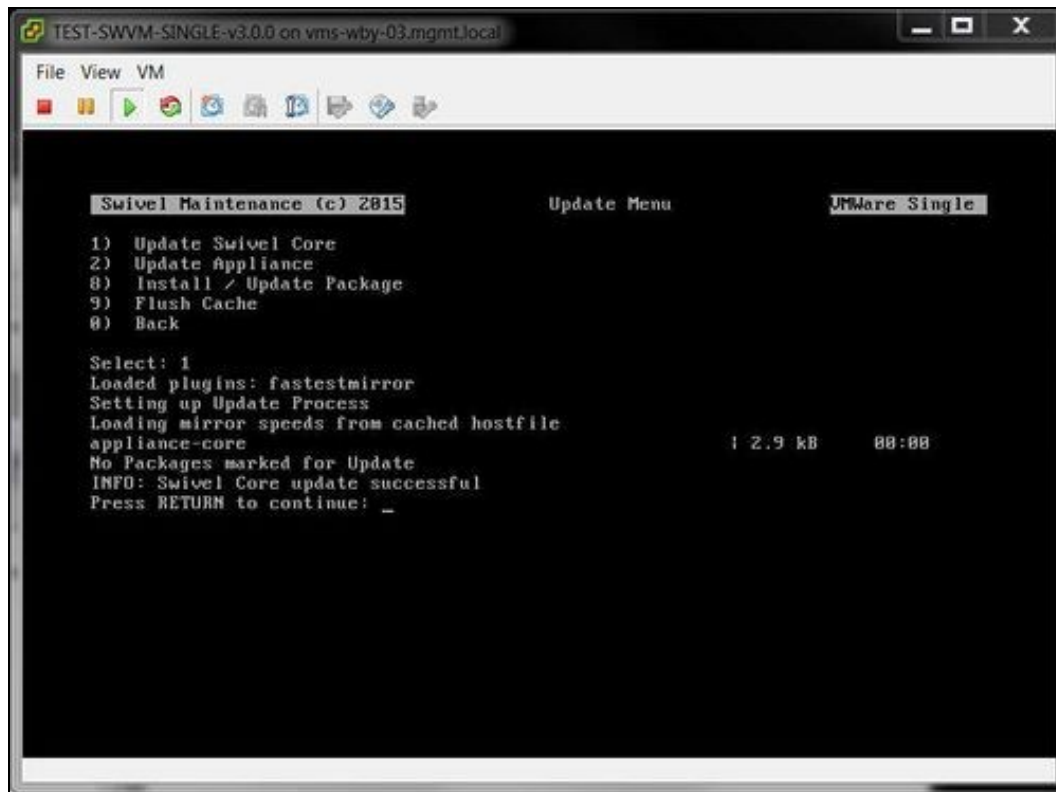 TEST-SWVM-SINGLE-v3.0.0 on vms-wby-03.mgmt.local
File View VM
Swivel Maintenance (c) 2015 Update Menu VMWare Single
1) Update Swivel Core
2) Update Appliance
8) Install / Update Package
9) Flush Cache
0) Back
Select: 1
Loaded plugins: fastestmirror
Setting up Update Process
Loading mirror speeds from cached hostfile
appliance-core | 2.9 kB 00:00
No Packages marked for Update
INFO: Swivel Core update successful
Press RETURN to continue: _